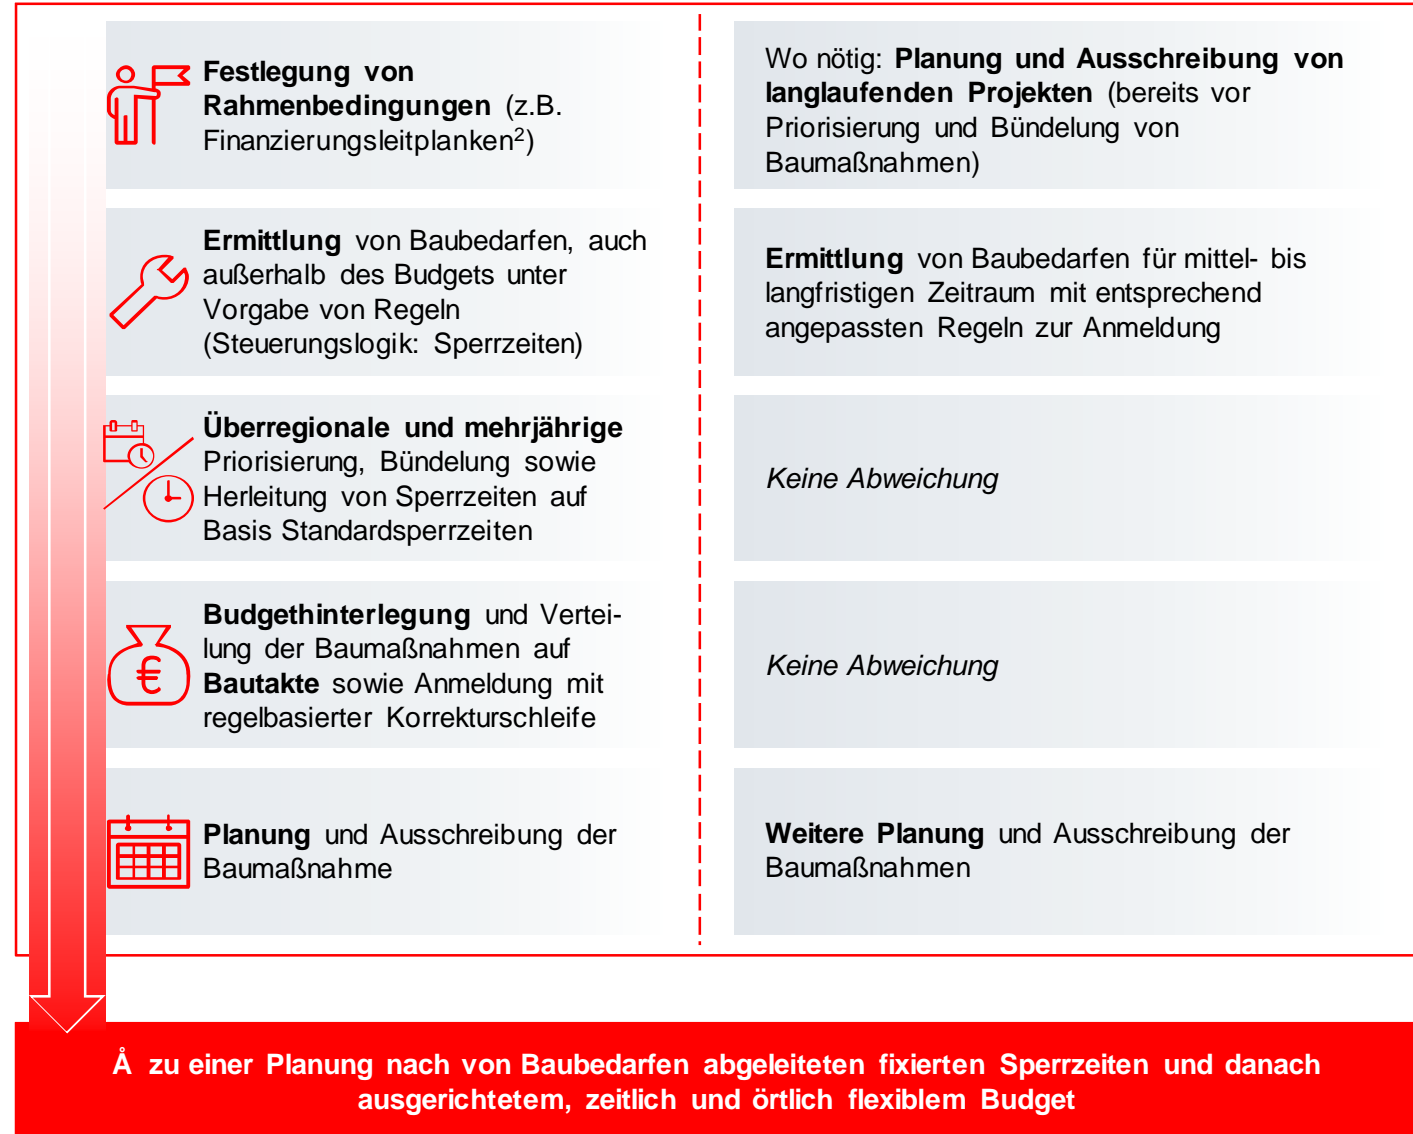 Festlegung von
Rahmenbedingungen (z.B.
Finanzierungsleitplanken²)
Wo nötig: Planung und Ausschreibung von
langlaufenden Projekten (bereits vor
Priorisierung und Bündelung von
Baumaßnahmen)
Ermittlung von Baubedarfen, auch
außerhalb des Budgets unter
Vorgabe von Regeln
(Steuerungslogik: Sperrzeiten)
Ermittlung von Baubedarfen für mittel- bis
langfristigen Zeitraum mit entsprechend
angepassten Regeln zur Anmeldung
Überregionale und mehrjährige
Priorisierung, Bündelung sowie
Herleitung von Sperrzeiten auf
Basis Standardsperrzeiten
Keine Abweichung
€
Budgethinterlegung und Vertei-
lung der Baumaßnahmen auf
Bautakte sowie Anmeldung mit
regelbasierter Korrekturschleife
Keine Abweichung
Planung und Ausschreibung der
Baumaßnahme
Weitere Planung und Ausschreibung der
Baumaßnahmen
Å zu einer Planung nach von Baubedarfen abgeleiteten fixierten Sperrzeiten und danach
ausgerichtetem, zeitlich und örtlich flexiblem Budget